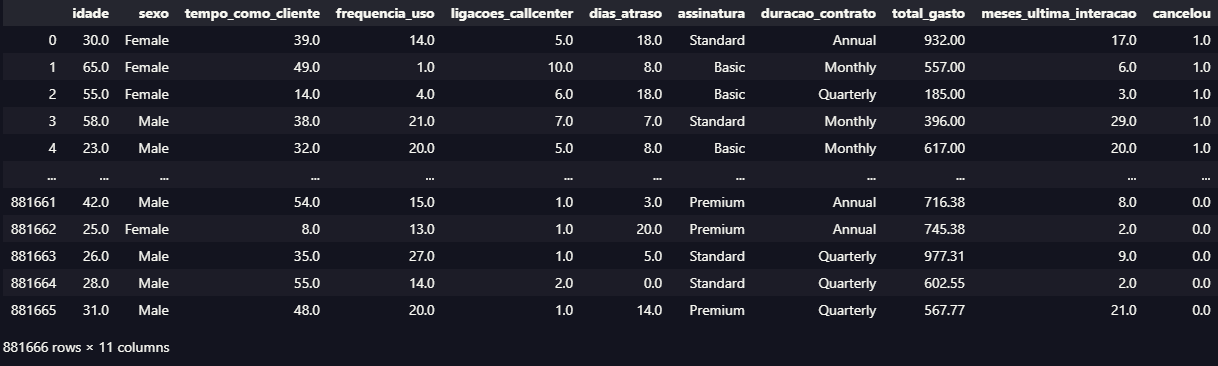 idade sexo tempo_como_cliente frequencia_uso ligacoes_callcenter dias_atraso assinatura duracao_contrato total_gasto meses_ultima_interacao cancelou
0 30.0 Female 39.0 14.0 5.0 18.0 Standard Annual 932.00 17.0 1.0
1 65.0 Female 49.0 1.0 10.0 8.0 Basic Monthly 557.00 6.0 1.0
2 55.0 Female 14.0 4.0 6.0 18.0 Basic Quarterly 185.00 3.0 1.0
3 58.0 Male 38.0 21.0 7.0 7.0 Standard Monthly 396.00 29.0 1.0
4 23.0 Male 32.0 20.0 5.0 8.0 Basic Monthly 617.00 20.0 1.0
... ... ... ... ... ... ... ... ... ... ... ...
881661 42.0 Male 54.0 15.0 1.0 3.0 Premium Annual 716.38 8.0 0.0
881662 25.0 Female 8.0 13.0 1.0 20.0 Premium Annual 745.38 2.0 0.0
881663 26.0 Male 35.0 27.0 1.0 5.0 Standard Quarterly 977.31 9.0 0.0
881664 28.0 Male 55.0 14.0 2.0 0.0 Standard Quarterly 602.55 2.0 0.0
881665 31.0 Male 48.0 20.0 1.0 14.0 Premium Quarterly 567.77 21.0 0.0
881666 rows × 11 columns